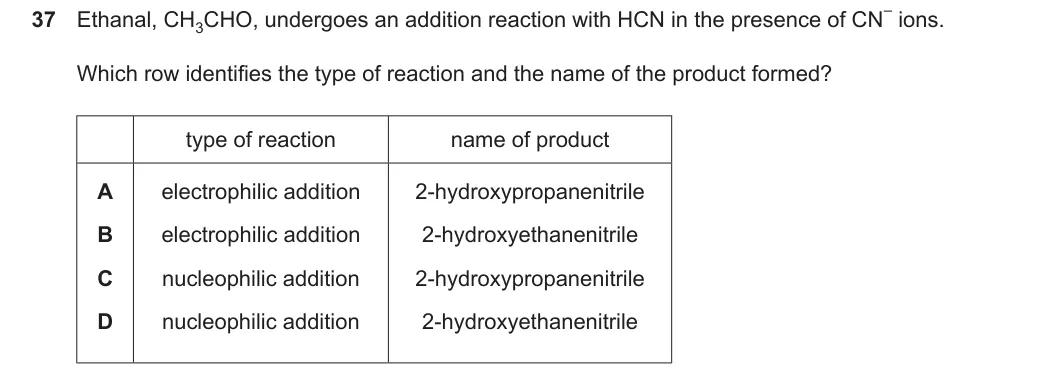 37 Ethanal, CH₃CHO, undergoes an addition reaction with HCN in the presence of CN⁻ ions.
Which row identifies the type of reaction and the name of the product formed?
type of reaction name of product
A electrophilic addition 2-hydroxypropanenitrile
B electrophilic addition 2-hydroxyethanenitrile
C nucleophilic addition 2-hydroxypropanenitrile
D nucleophilic addition 2-hydroxyethanenitrile